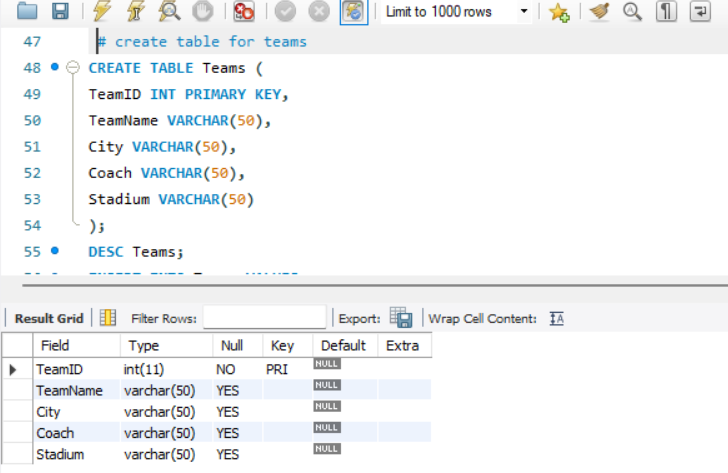 Limit to 1000 rows
47 # create table for teams
48 CREATE TABLE Teams (
49 TeamID INT PRIMARY KEY,
50 TeamName VARCHAR(50),
51 City VARCHAR(50),
52 Coach VARCHAR(50),
53 Stadium VARCHAR(50)
54 );
55 DESC Teams;
Result Grid Filter Rows: Export: Wrap Cell Content: IA
Field Type Null Key Default Extra
TeamID int(11) NO PRI NULL
TeamName varchar(50) YES NULL
City varchar(50) YES NULL
Coach varchar(50) YES NULL
Stadium varchar(50) YES NULL